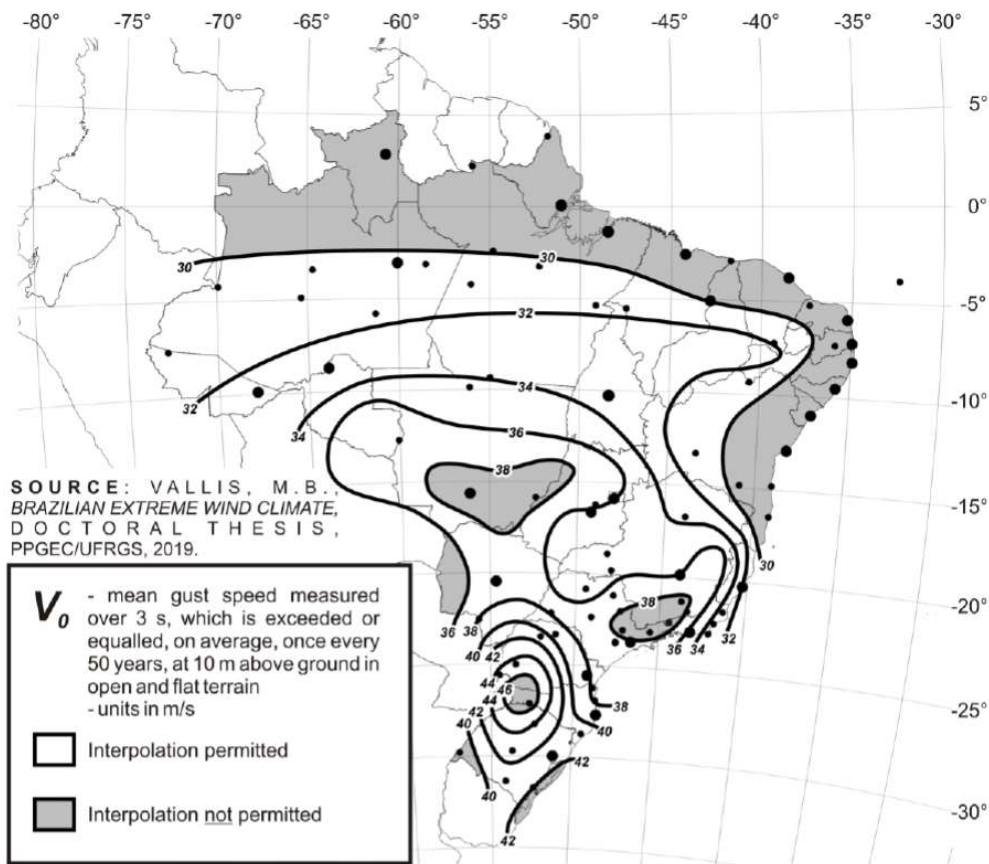 -80° -75° -70° -65° -60° -55° -50° -45° -40° -35° -30°
5°
0°
30
30
-5°
32
32
34
-10°
34
36
38
SOURCE: VALLIS, M.B.,
BRAZILIAN EXTREME WIND CLIMATE,
DOCTORAL THESIS,
PPGEC/UFRGS, 2019.
-15°
30
V0 - mean gust speed measured
over 3 s, which is exceeded or
equalled, on average, once every
50 years, at 10 m above ground in
open and flat terrain
- units in m/s
Interpolation permitted
Interpolation not permitted
38
-20°
36 38
32
34
36
40 42
44 46
44
42
40
38
40
-25°
42
40
-30°
42